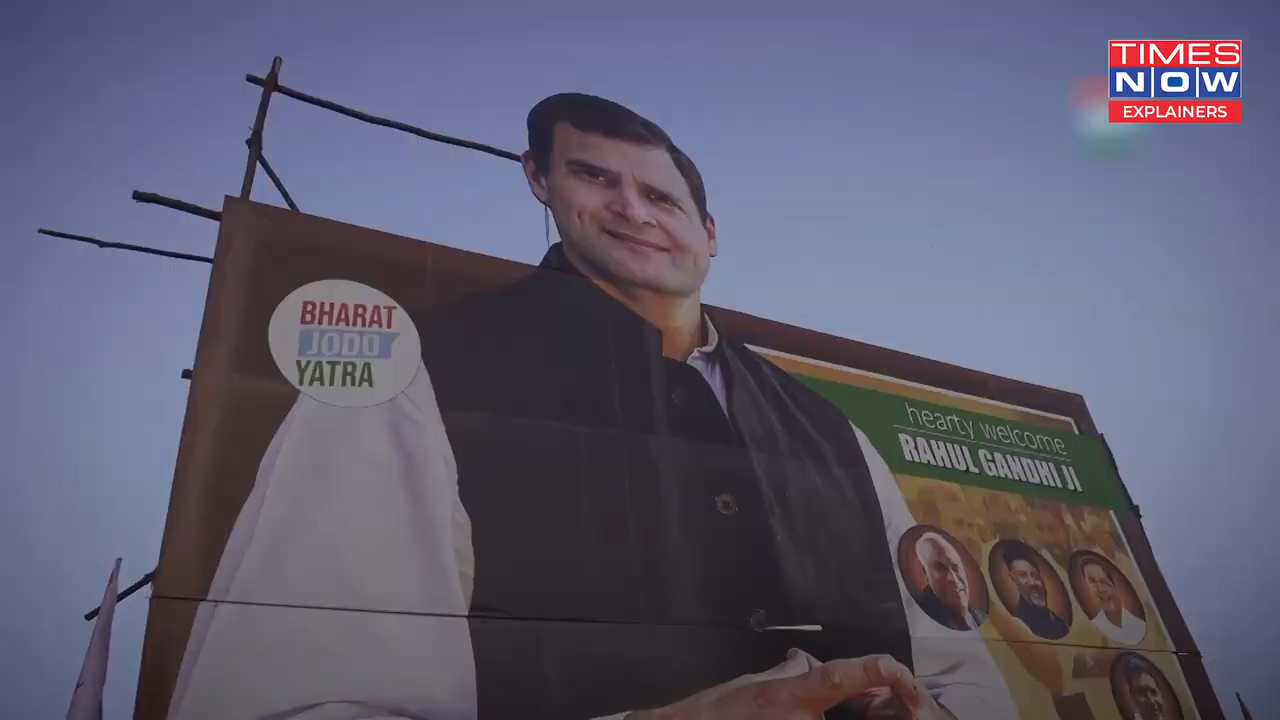 TIMES
NOW
EXPLAINERS
BHARAT
JODO
YATRA
hearty welcome
RAHUL GANDHI JI